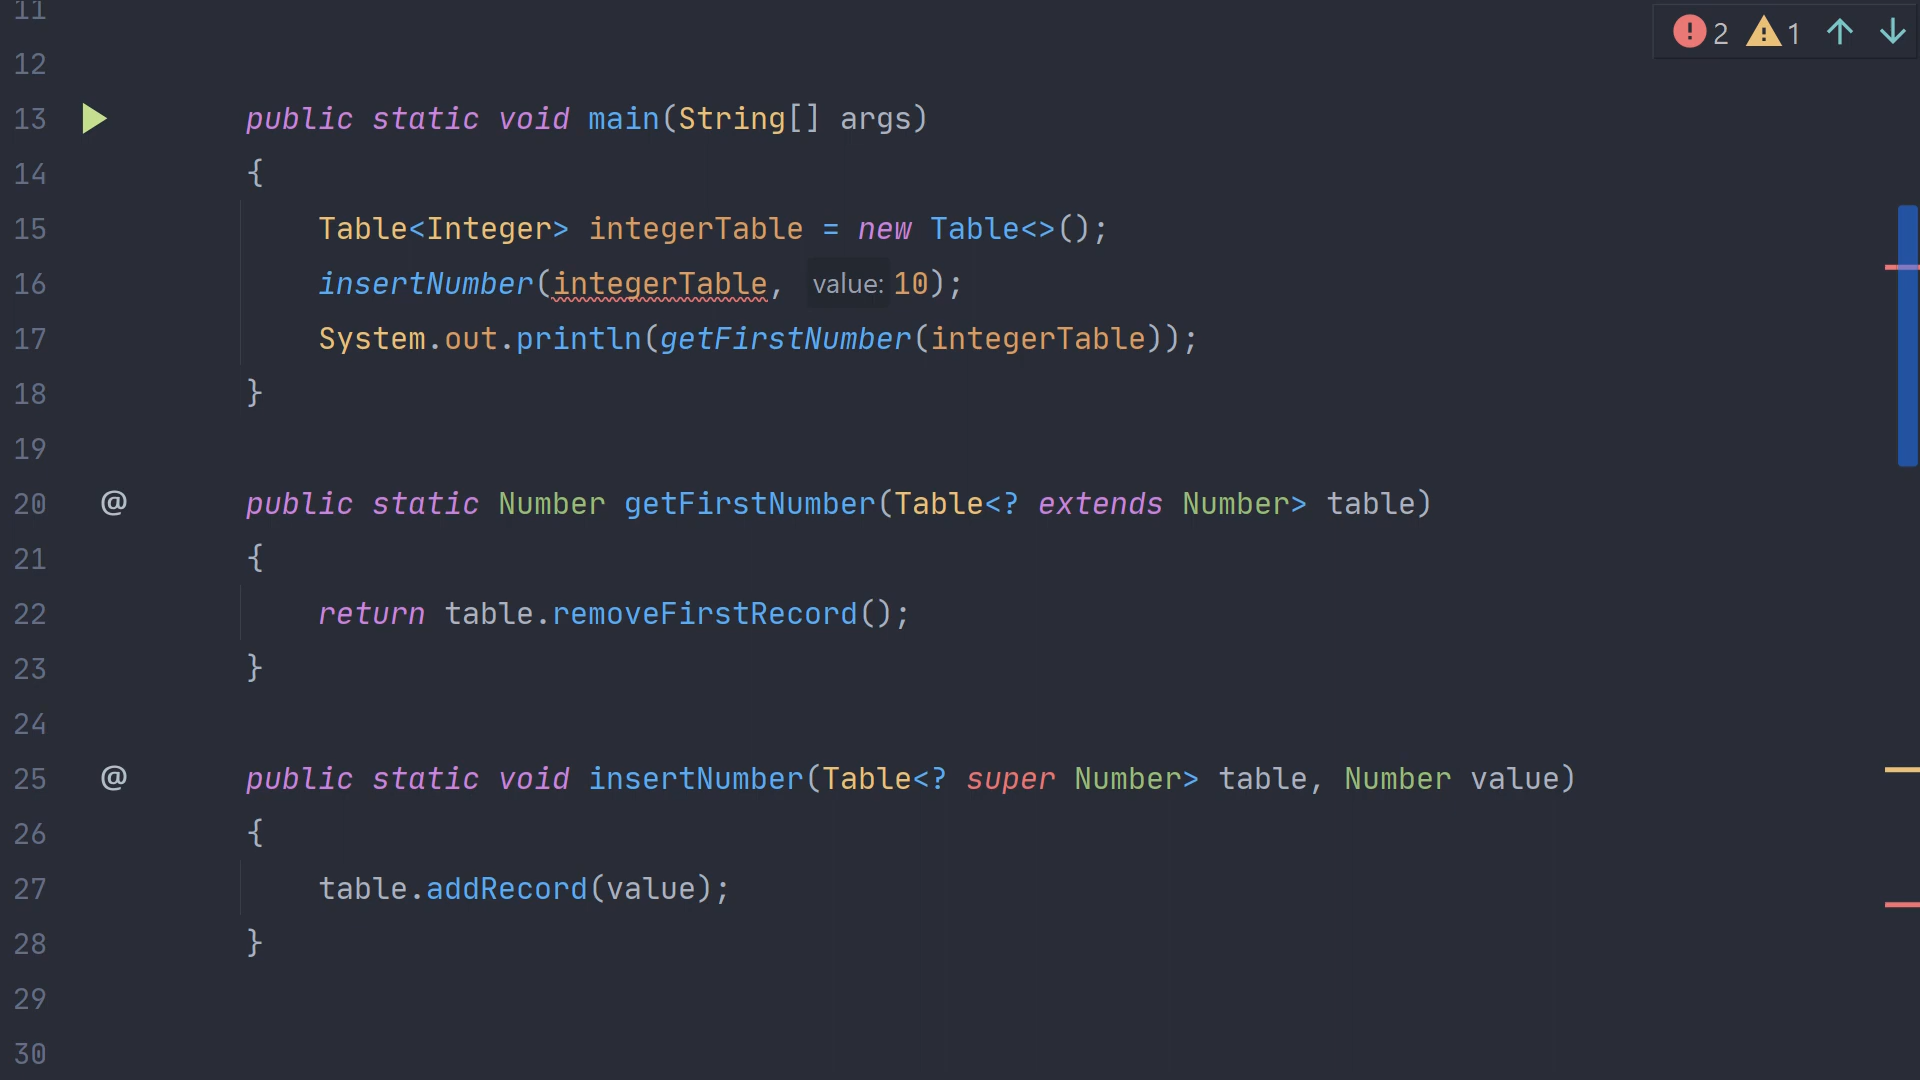 11
2 1
12
13 public static void main(String[] args)
14 {
15 Table<Integer> integerTable = new Table<>();
16 insertNumber(integerTable, value: 10);
17 System.out.println(getFirstNumber(integerTable));
18 }
19
20 @ public static Number getFirstNumber(Table<? extends Number> table)
21 {
22 return table.removeFirstRecord();
23 }
24
25 @ public static void insertNumber(Table<? super Number> table, Number value)
26 {
27 table.addRecord(value);
28 }
29
30